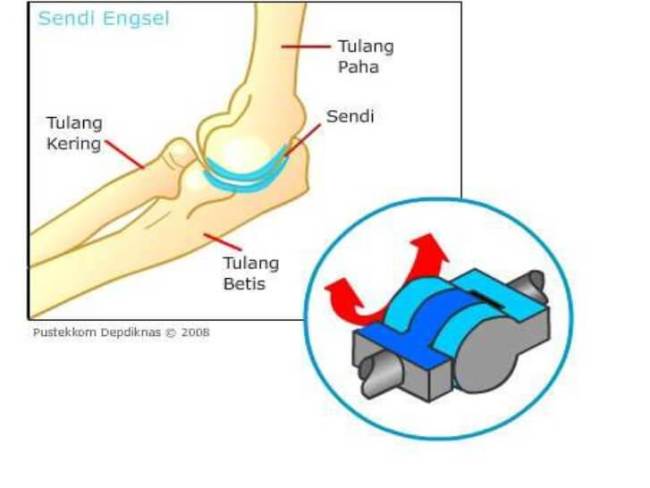 Sendi Engsel
Tulang
Paha
Sendi
Tulang
Kering
Tulang
Betis
Pustekkom Depdiknas © 2008